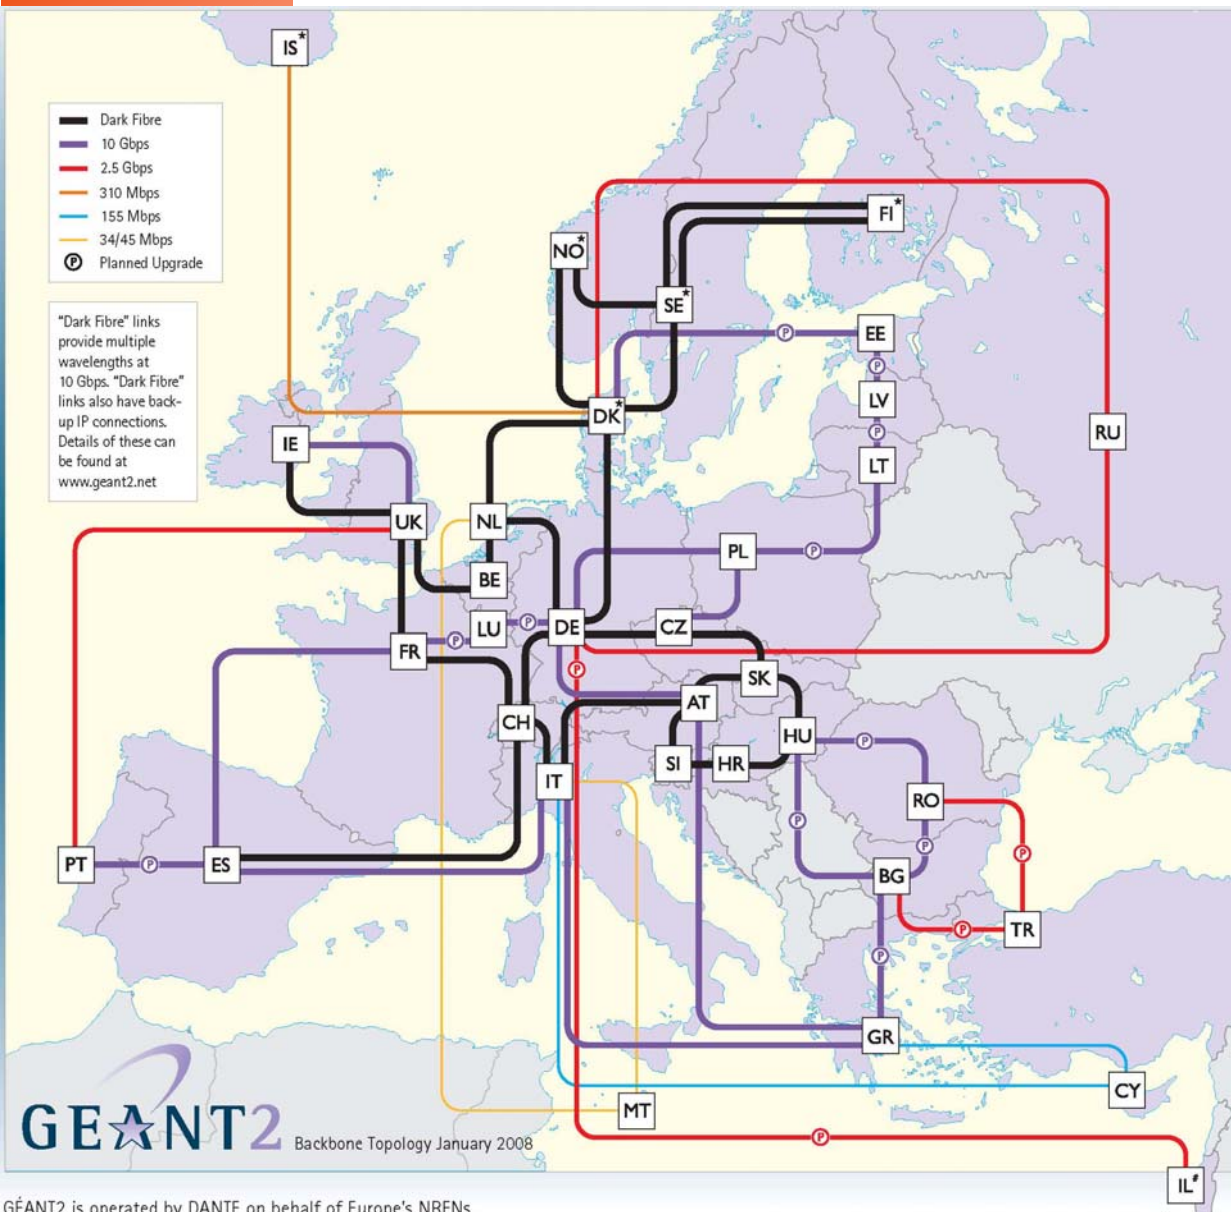 IS*
Dark Fibre
10 Gbps
2.5 Gbps
310 Mbps
155 Mbps
34/45 Mbps
P Planned Upgrade
"Dark Fibre" links
provide multiple
wavelengths at
10 Gbps. "Dark Fibre"
links also have back-
up IP connections.
Details of these can
be found at
www.geant2.net
FI*
NO*
SE*
P
EE
P
LV
DK*
P
RU
IE
LT
UK
NL
PL
P
BE
LU
P
DE
CZ
FR
P
P
SK
AT
CH
HU
P
SI
HR
IT
RO
P
P
P
PT
P
ES
BG
P
TR
P
GR
CY
MT
GEANT2 Backbone Topology January 2008
P
IL#
GÉANT2 is operated by DANTE on behalf of Europe's NRENs.